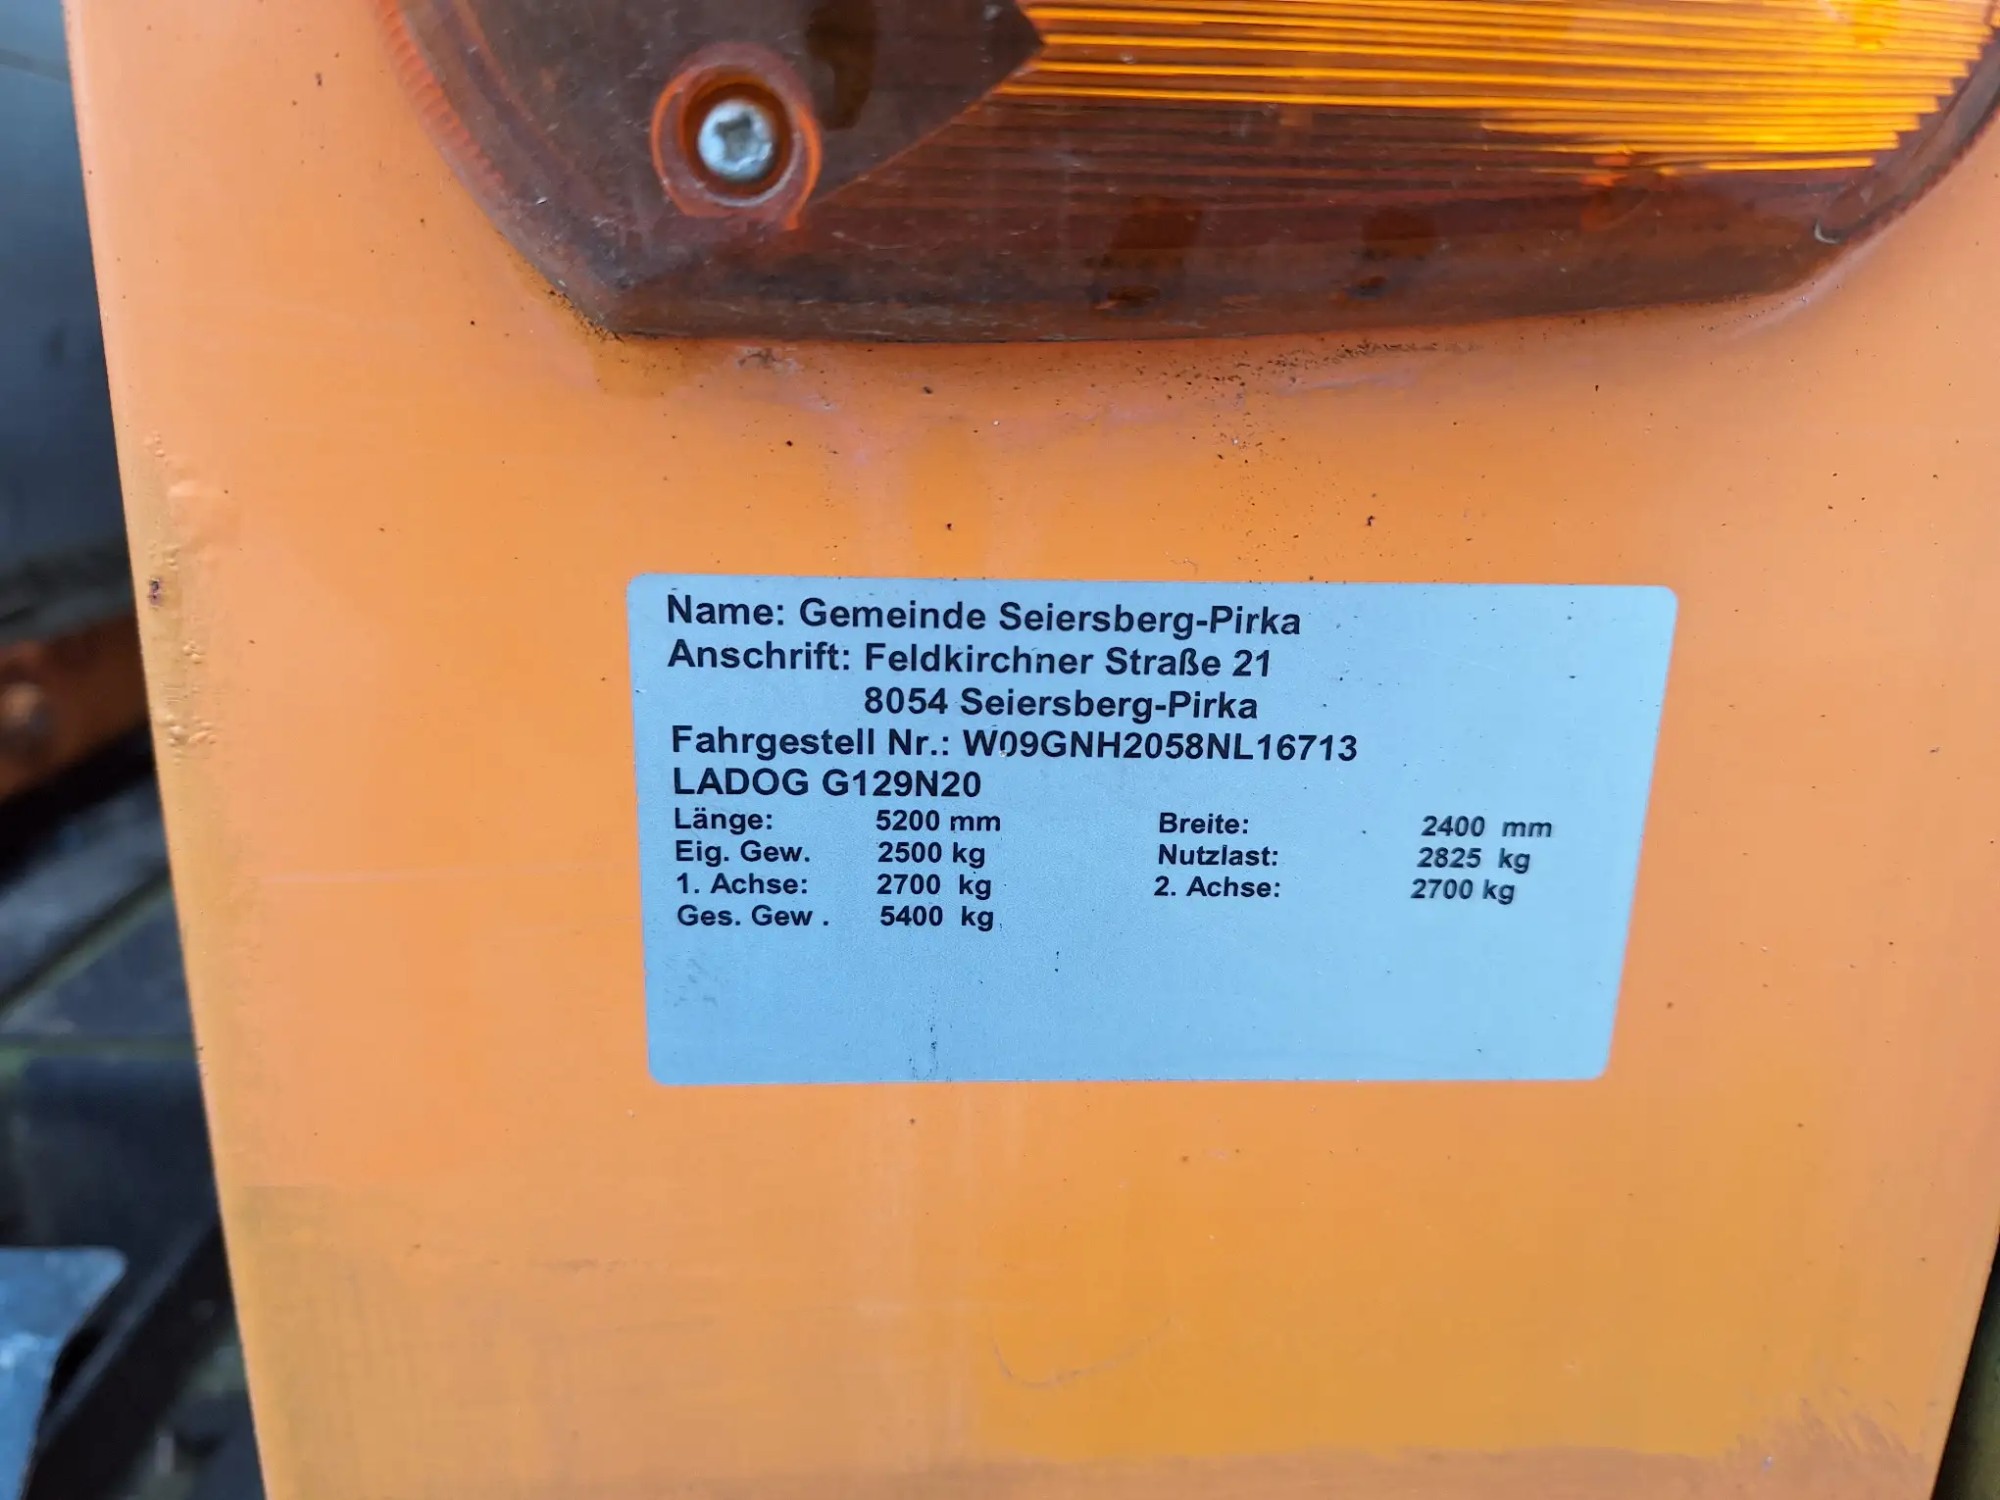 Name: Gemeinde Seiersberg-Pirka
Anschrift: Feldkirchner Straße 21
8054 Seiersberg-Pirka
Fahrgestell Nr.: W09GNH2058NL16713
LADOG G129N20
Länge: 5200 mm Breite: 2400 mm
Eig. Gew. 2500 kg Nutzlast: 2825 kg
1. Achse: 2700 kg 2. Achse: 2700 kg
Ges. Gew . 5400 kg